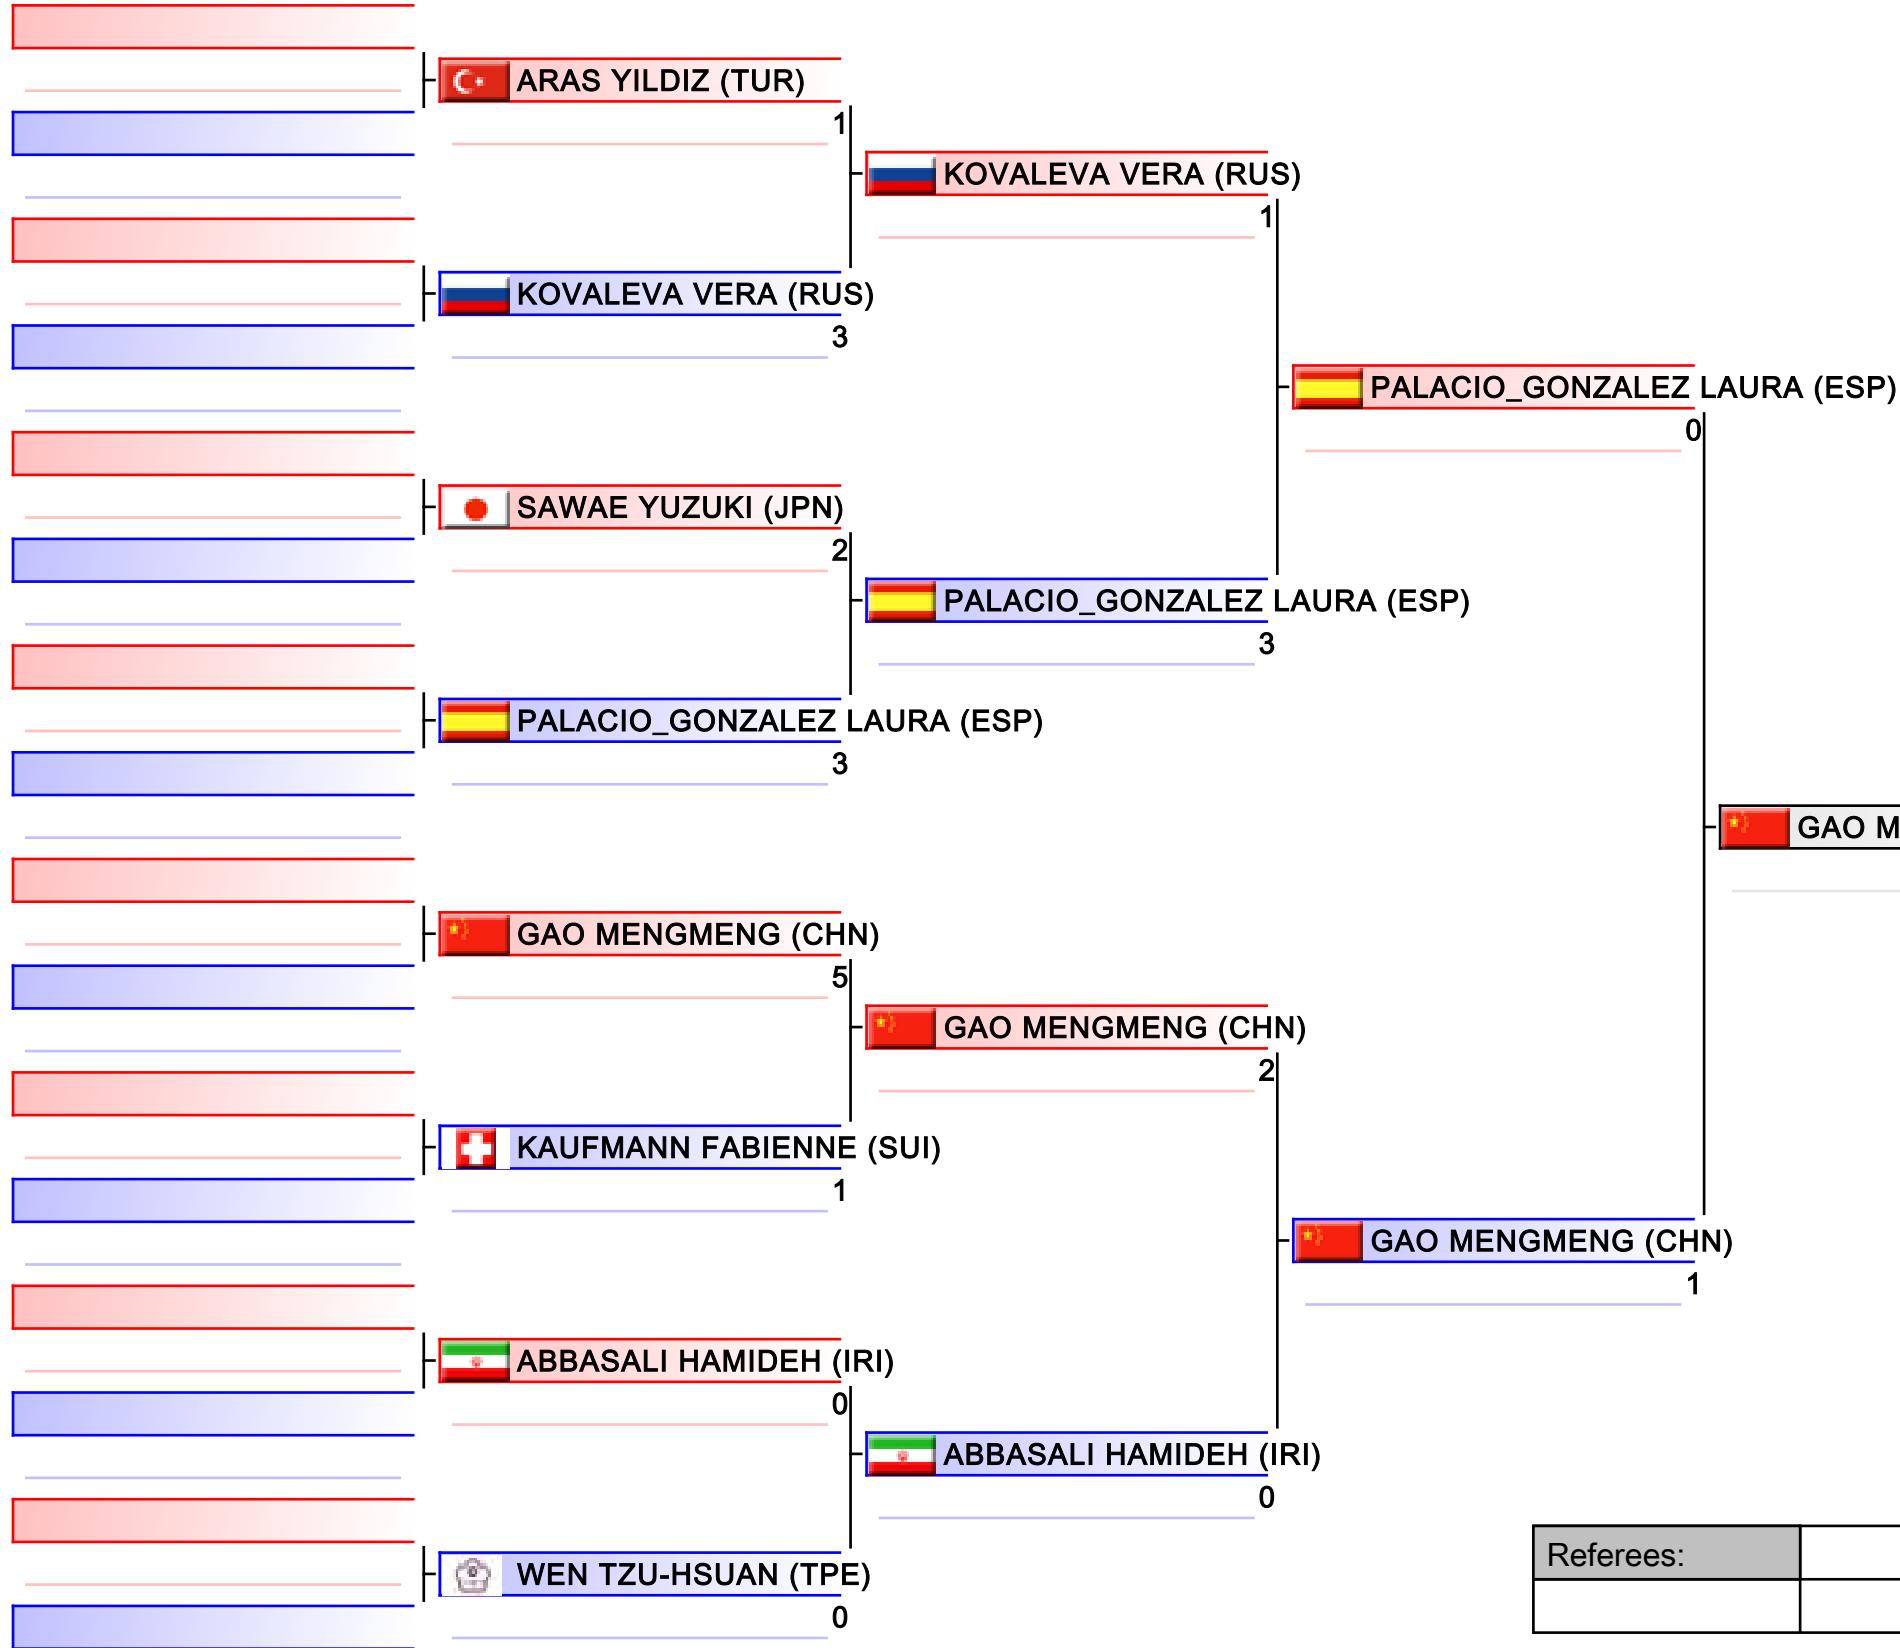 ARAS YILDIZ (TUR)
1
KOVALEVA VERA (RUS)
1
KOVALEVA VERA (RUS)
3
PALACIO_GONZALEZ LAURA (ESP)
0
SAWAE YUZUKI (JPN)
2
PALACIO_GONZALEZ LAURA (ESP)
3
PALACIO_GONZALEZ LAURA (ESP)
3
GAO M
GAO MENGMENG (CHN)
5
GAO MENGMENG (CHN)
2
KAUFMANN FABIENNE (SUI)
1
GAO MENGMENG (CHN)
1
ABBASALI HAMIDEH (IRI)
0
ABBASALI HAMIDEH (IRI)
0
WEN TZU-HSUAN (TPE)
0
Referees: